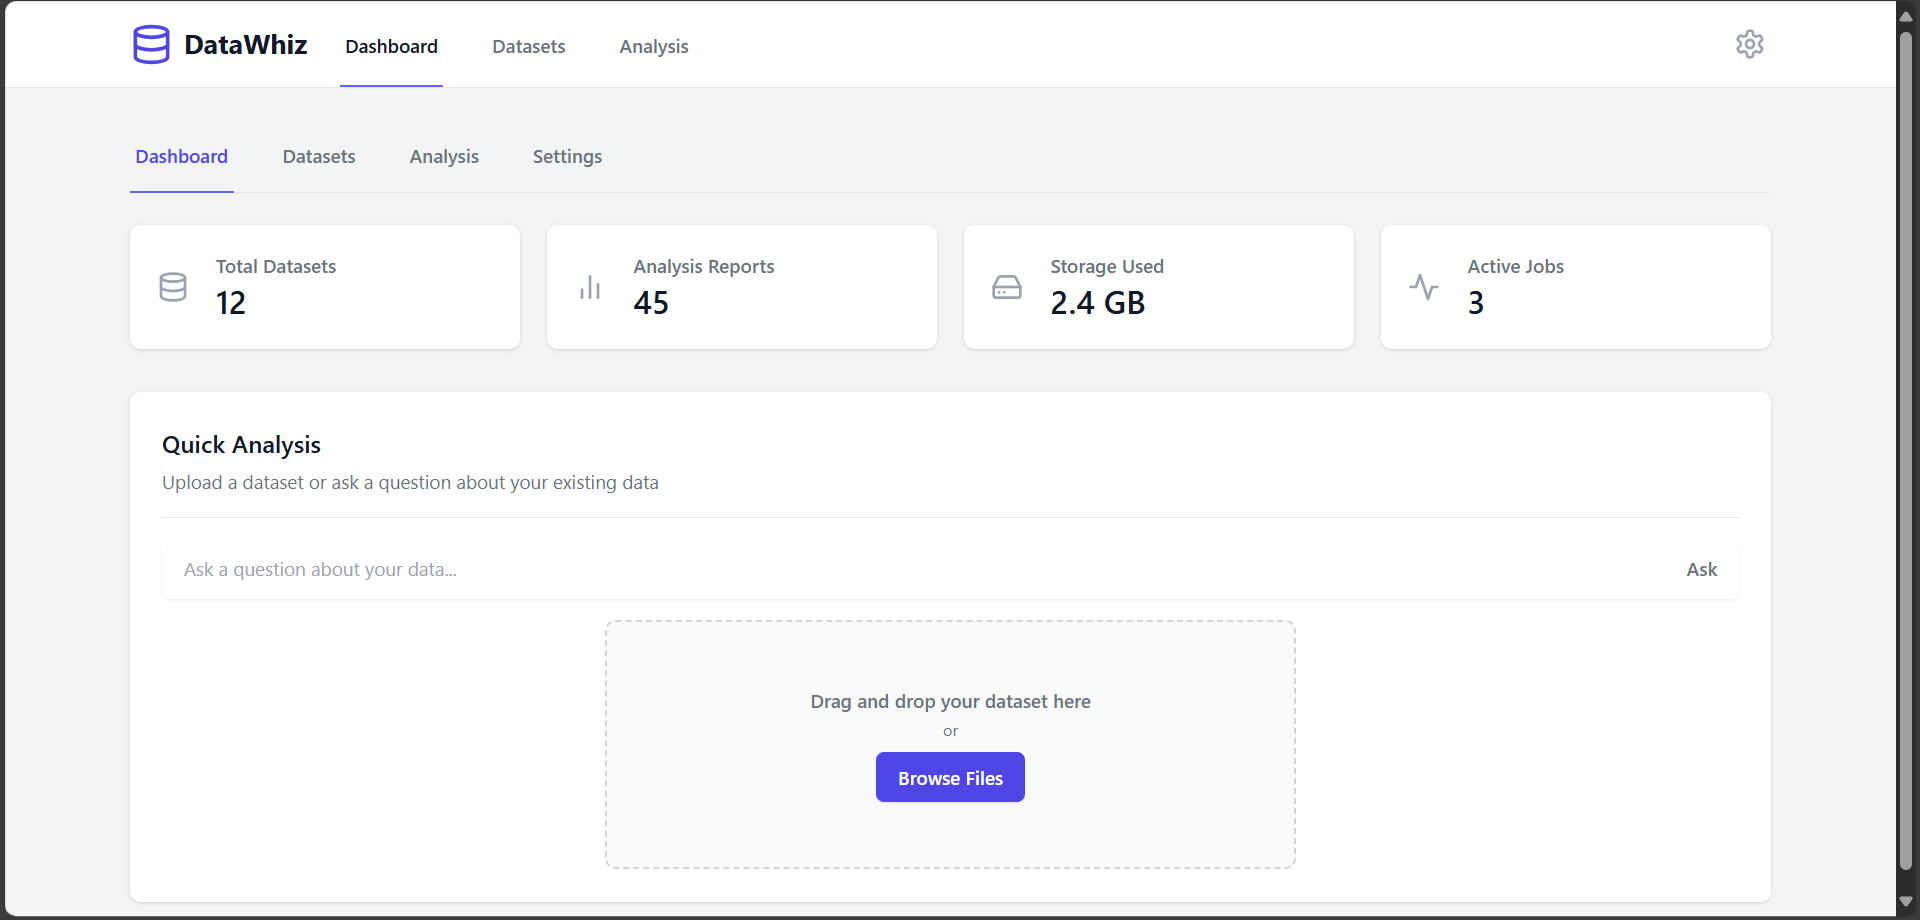 DataWhiz Dashboard Datasets Analysis
Dashboard Datasets Analysis Settings
Total Datasets
12
Analysis Reports
45
Storage Used
2.4 GB
Active Jobs
3
Quick Analysis
Upload a dataset or ask a question about your existing data
Ask a question about your data... Ask
Drag and drop your dataset here
or
Browse Files